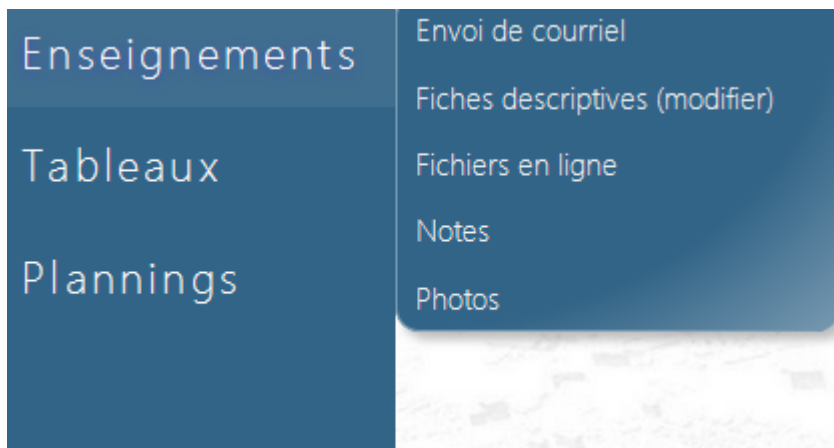 Enseignements
Tableaux
Plannings
Envoi de courriel
Fiches descriptives (modifier)
Fichiers en ligne
Notes
Photos